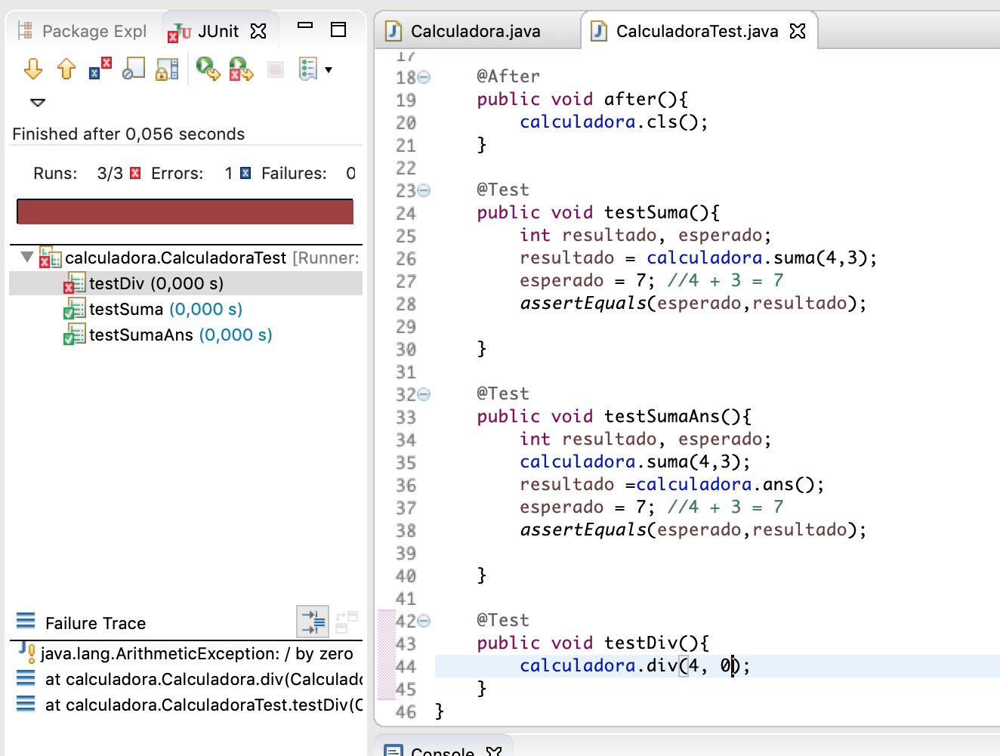 Package Expl
JUnit
Finished after 0,056 seconds
Runs: 3/3 Errors: 1 Failures: 0
calculadora.CalculadoraTest [Runner:
testDiv (0,000 s)
testSuma (0,000 s)
testSumaAns (0,000 s)
Failure Trace
java.lang.ArithmeticException: / by zero
at calculadora.Calculadora.div(Calculado
at calculadora.CalculadoraTest.testDiv(C
Calculadora.java
CalculadoraTest.java
17
18 @After
19 public void after(){
20 calculadora.cls();
21 }
22
23 @Test
24 public void testSuma(){
25 int resultado, esperado;
26 resultado = calculadora.suma(4,3);
27 esperado = 7; //4 + 3 = 7
28 assertEquals(esperado,resultado);
29
30 }
31
32 @Test
33 public void testSumaAns(){
34 int resultado, esperado;
35 calculadora.suma(4,3);
36 resultado =calculadora.ans();
37 esperado = 7; //4 + 3 = 7
38 assertEquals(esperado,resultado);
39
40 }
41
42 @Test
43 public void testDiv(){
44 calculadora.div(4, 0);
45 }
46 }
Console